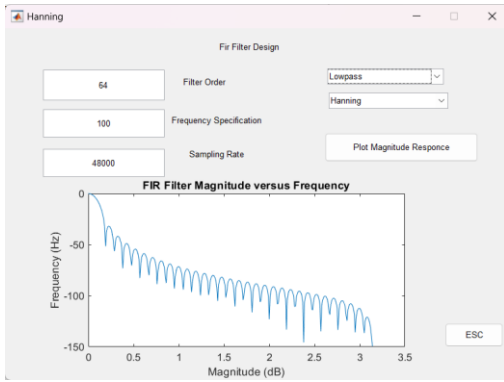 Hanning
Fir Filter Design
64
Filter Order
Lowpass
Hanning
100
Frequency Specification
48000
Sampling Rate
Plot Magnitude Responce
FIR Filter Magnitude versus Frequency
Frequency (Hz)
0
-50
-100
-150
0
0.5
1
1.5
2
2.5
3
3.5
Magnitude (dB)
ESC